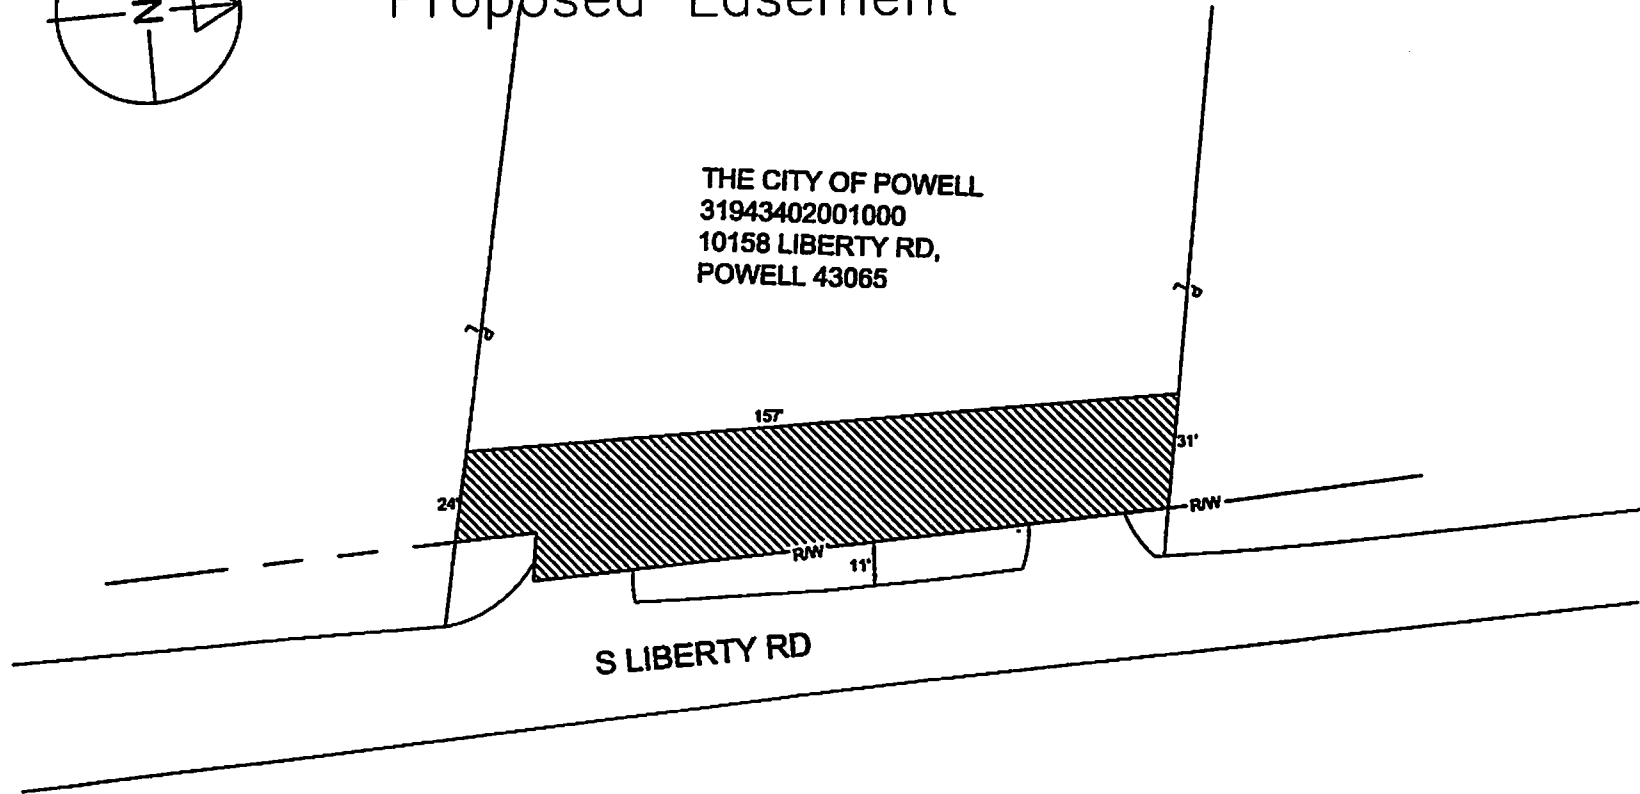 N
Proposed Easement
THE CITY OF POWELL
31943402001000
10158 LIBERTY RD,
POWELL 43065
157'
31'
24'
R/W
R/W
11'
S LIBERTY RD